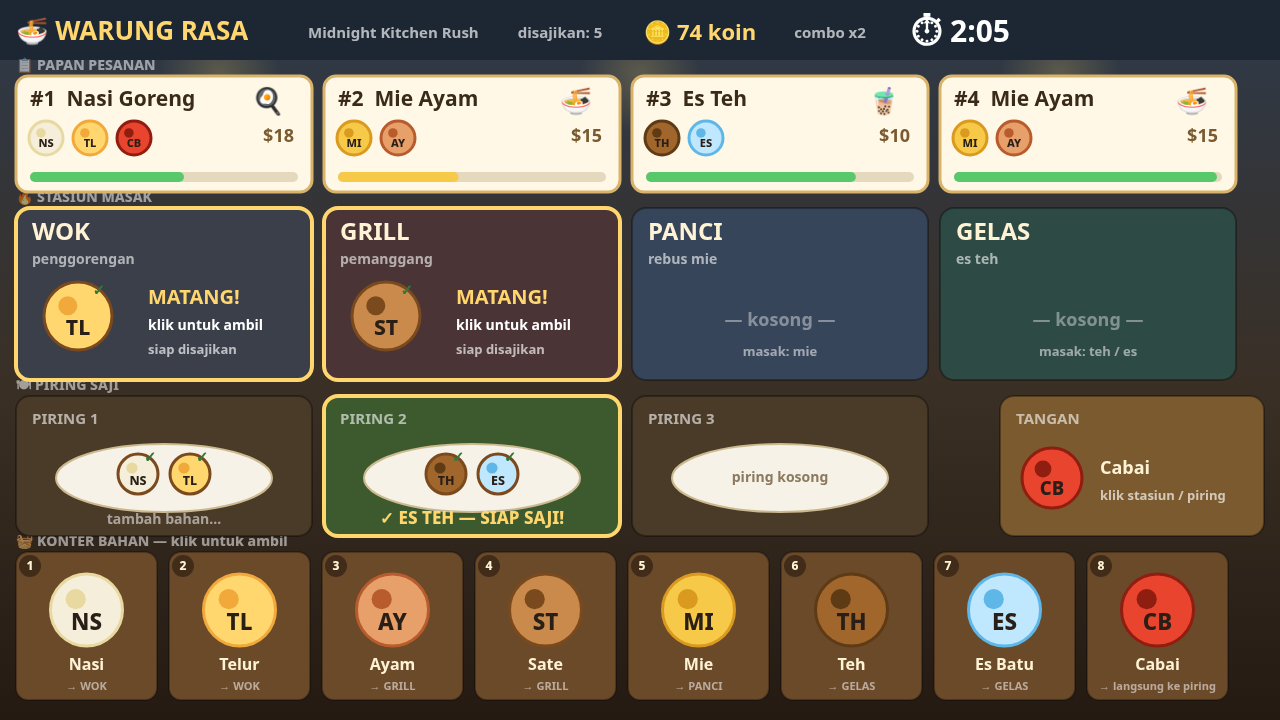 WARUNG RASA
Midnight Kitchen Rush
disajikan: 5
74 koin
combo x2
2:05
PAPAN PESANAN
#1 Nasi Goreng
NS TL CB
$18
#2 Mie Ayam
MI AY
$15
#3 Es Teh
TH ES
$10
#4 Mie Ayam
MI AY
$15
STASIUN MASAK
WOK
penggorengan
TL
MATANG!
klik untuk ambil
siap disajikan
GRILL
pemanggang
ST
MATANG!
klik untuk ambil
siap disajikan
PANCI
rebus mie
— kosong —
masak: mie
GELAS
es teh
— kosong —
masak: teh / es
PIRING SAJI
PIRING 1
NS ✓ TL ✓
tambah bahan...
PIRING 2
TH ✓ ES ✓
✓ ES TEH — SIAP SAJI!
PIRING 3
piring kosong
TANGAN
CB
Cabai
klik stasiun / piring
KONTER BAHAN — klik untuk ambil
1
NS
Nasi
→ WOK
2
TL
Telur
→ WOK
3
AY
Ayam
→ GRILL
4
ST
Sate
→ GRILL
5
MI
Mie
→ PANCI
6
TH
Teh
→ GELAS
7
ES
Es Batu
→ GELAS
8
CB
Cabai
→ langsung ke piring